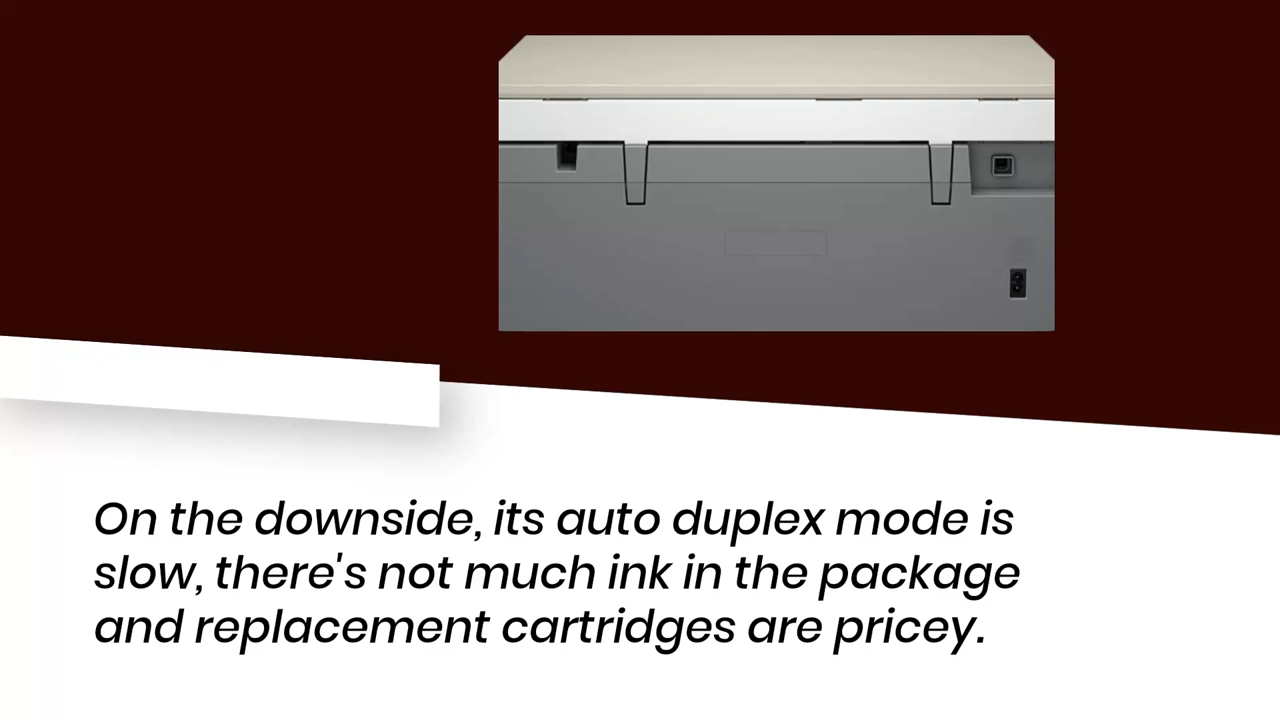 On the downside, its auto duplex mode is
slow, there's not much ink in the package
and replacement cartridges are pricey.